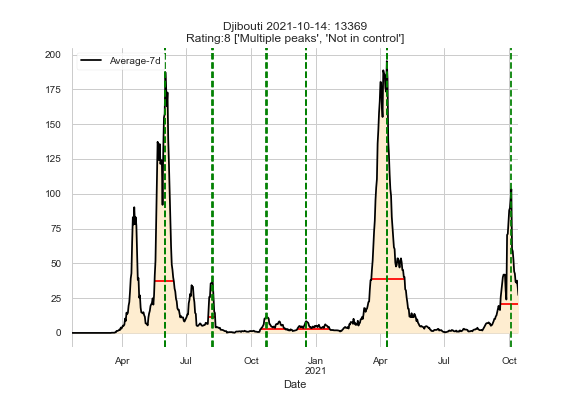 Djibouti 2021-10-14: 13369
Rating:8 ['Multiple peaks', 'Not in control']
200
Average-7d
175
150
125
100
75
50
25
0
Apr Jul Oct Jan Apr Jul Oct
2021
Date